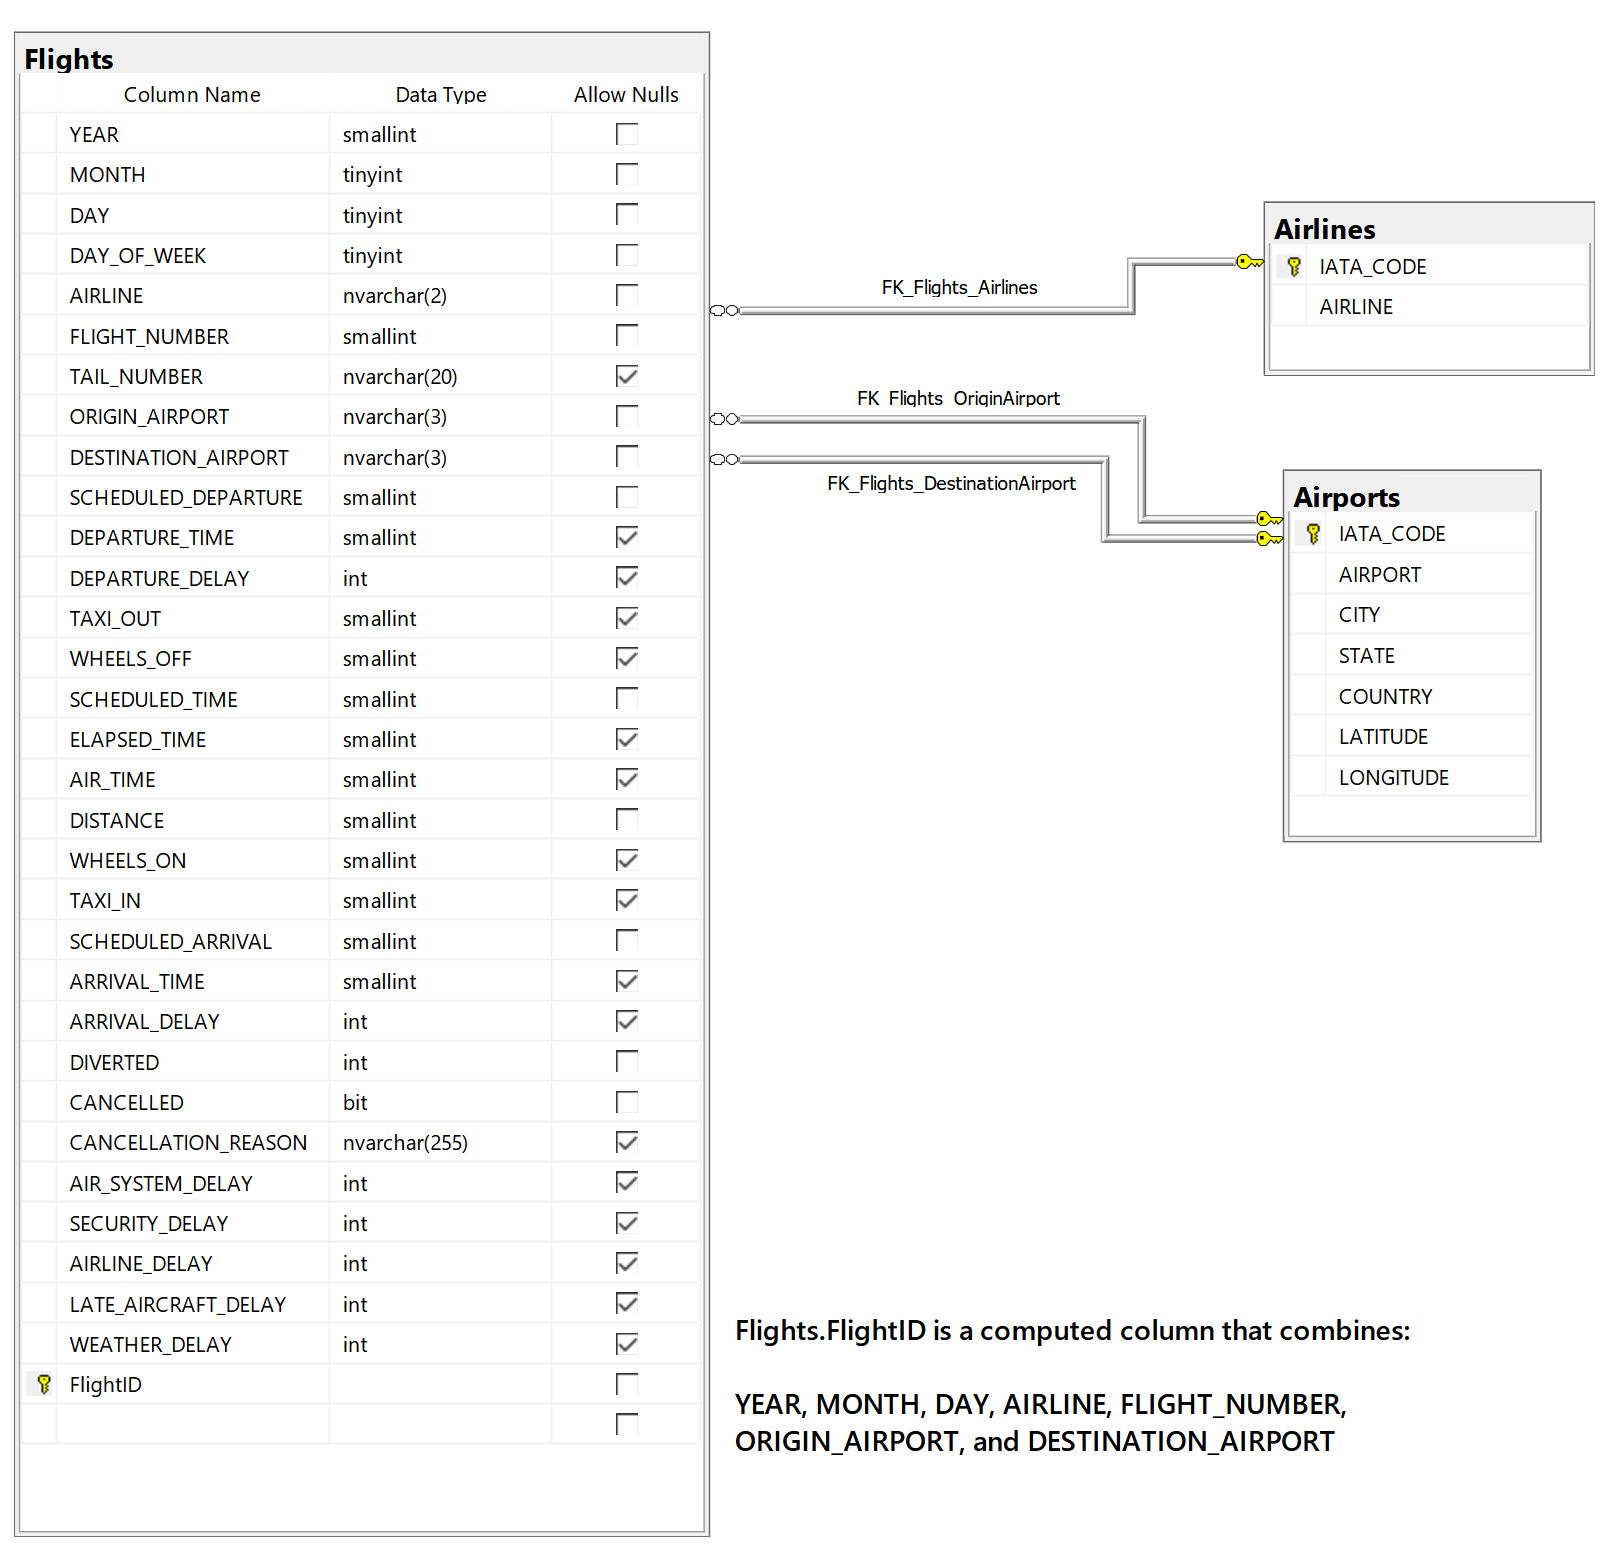 Flights
Column Name Data Type Allow Nulls
YEAR smallint
MONTH tinyint
DAY tinyint
DAY_OF_WEEK tinyint
AIRLINE nvarchar(2)
FLIGHT_NUMBER smallint
TAIL_NUMBER nvarchar(20)
ORIGIN_AIRPORT nvarchar(3)
DESTINATION_AIRPORT nvarchar(3)
SCHEDULED_DEPARTURE smallint
DEPARTURE_TIME smallint
DEPARTURE_DELAY int
TAXI_OUT smallint
WHEELS_OFF smallint
SCHEDULED_TIME smallint
ELAPSED_TIME smallint
AIR_TIME smallint
DISTANCE smallint
WHEELS_ON smallint
TAXI_IN smallint
SCHEDULED_ARRIVAL smallint
ARRIVAL_TIME smallint
ARRIVAL_DELAY int
DIVERTED int
CANCELLED bit
CANCELLATION_REASON nvarchar(255)
AIR_SYSTEM_DELAY int
SECURITY_DELAY int
AIRLINE_DELAY int
LATE_AIRCRAFT_DELAY int
WEATHER_DELAY int
FlightID
FK_Flights_Airlines
FK_Flights_OriginAirport
FK_Flights_DestinationAirport
Airlines
IATA_CODE
AIRLINE
Airports
IATA_CODE
AIRPORT
CITY
STATE
COUNTRY
LATITUDE
LONGITUDE
Flights.FlightID is a computed column that combines:
YEAR, MONTH, DAY, AIRLINE, FLIGHT_NUMBER,
ORIGIN_AIRPORT, and DESTINATION_AIRPORT